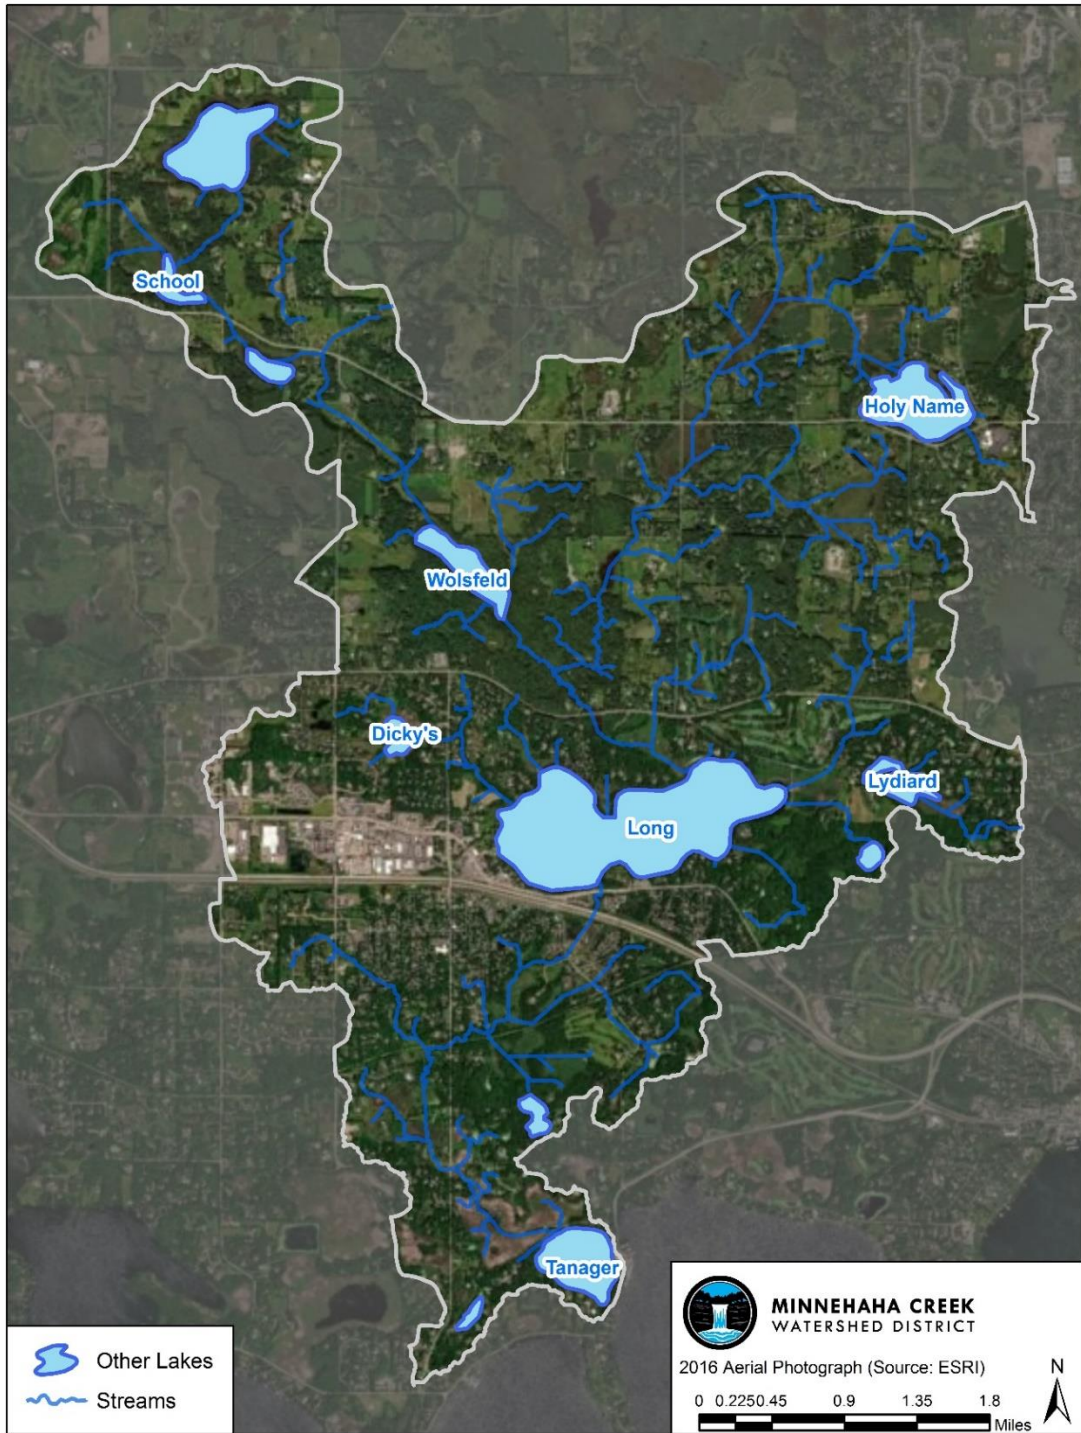 School
Holy Name
Wolsfeld
Dicky's
Lydiard
Long
Tanager
Other Lakes
Streams
MINNEHAHA CREEK
WATERSHED DISTRICT
2016 Aerial Photograph (Source: ESRI)
N
0 0.2250.45 0.9 1.35 1.8
Miles